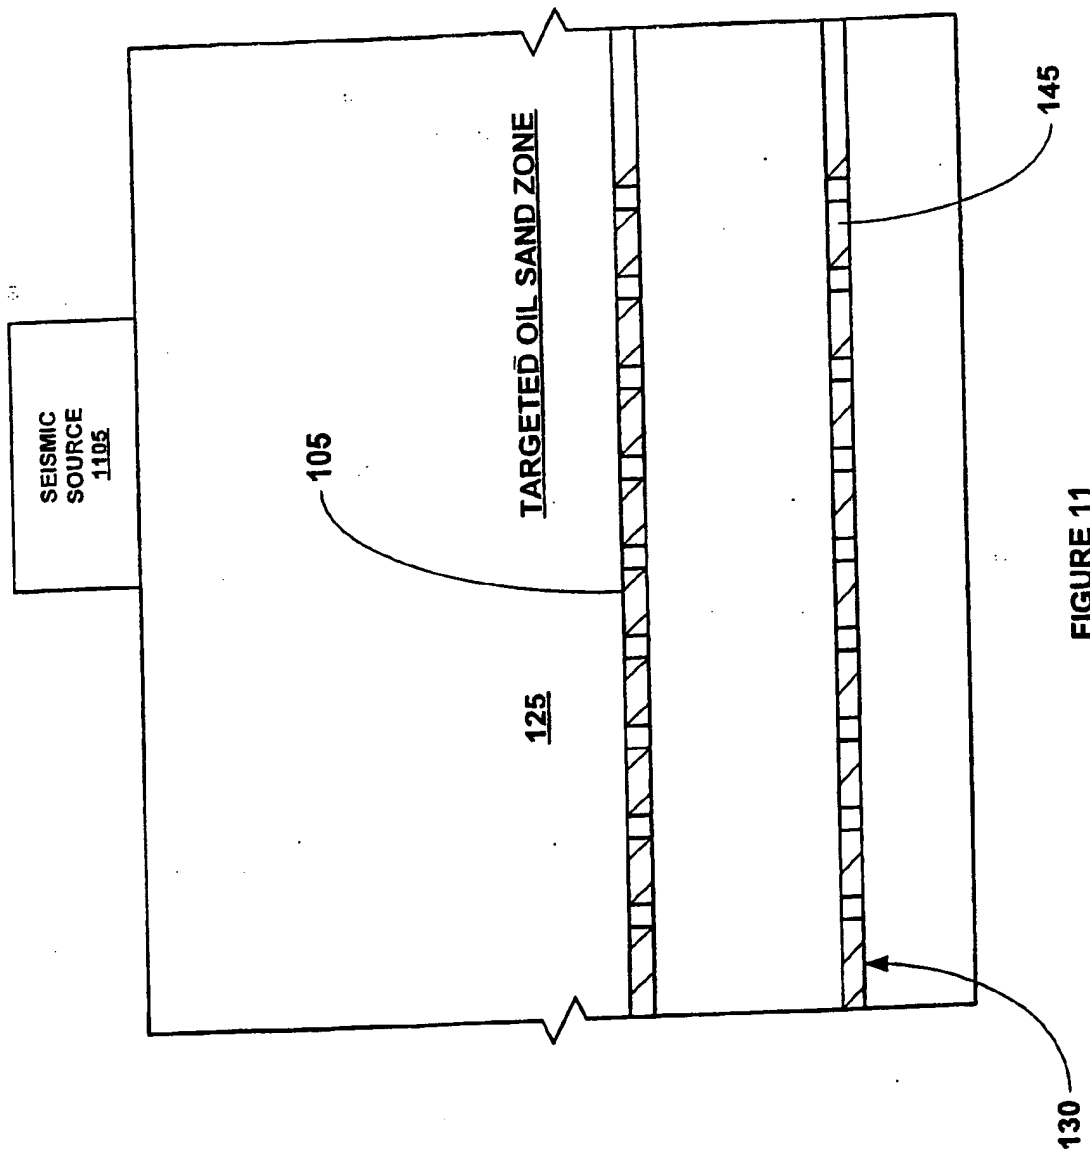 SEISMIC
SOURCE
1105
105
TARGETED OIL SAND ZONE
125
145
130
FIGURE 11